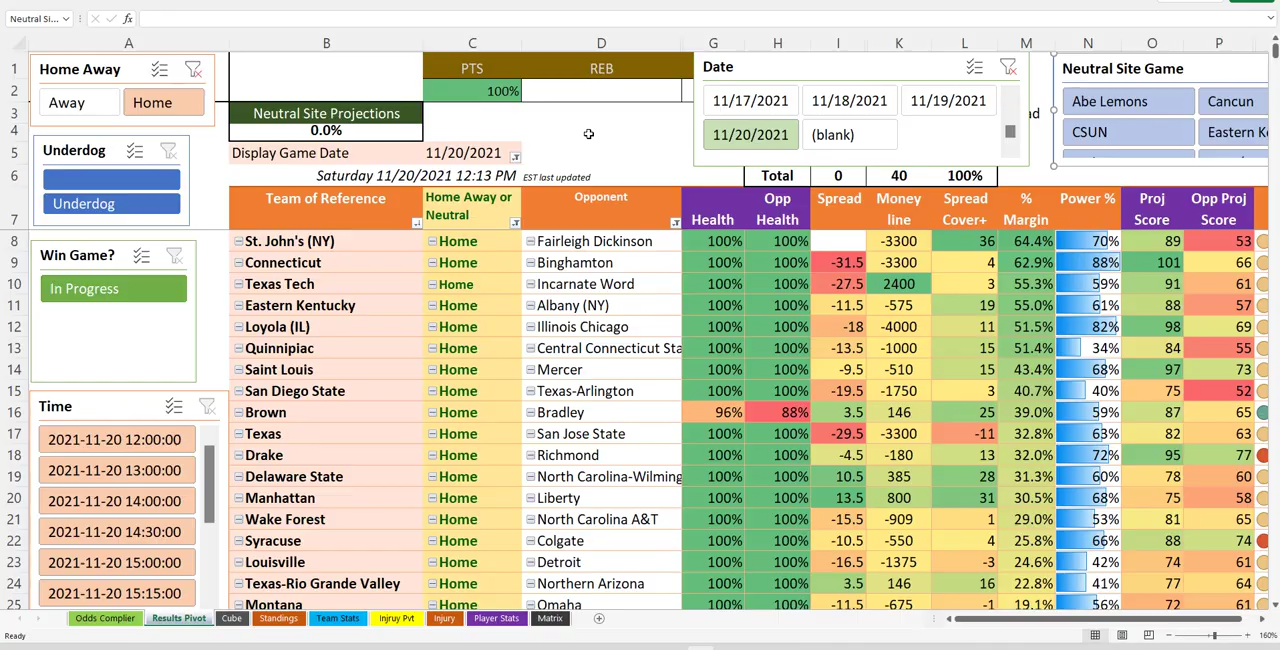 Neutral Si...
fx
A B C D G H I K L M N O P
1 PTS REB
2 100%
3 Neutral Site Projections
4 0.0%
5 Display Game Date 11/20/2021
6 Saturday 11/20/2021 12:13 PM EST last updated Total 0 40 100%
Home Away
Away Home
Underdog
Underdog
Win Game?
In Progress
Time
2021-11-20 12:00:00
2021-11-20 13:00:00
2021-11-20 14:00:00
2021-11-20 14:30:00
2021-11-20 15:00:00
2021-11-20 15:15:00
Date
11/17/2021 11/18/2021 11/19/2021
11/20/2021 (blank)
Neutral Site Game
Abe Lemons Cancun
CSUN Eastern K
7 Team of Reference Home Away or Neutral Opponent Health Opp Health Spread Money line Spread Cover+ % Margin Power % Proj Score Opp Proj Score
8 St. John's (NY) Home Fairleigh Dickinson 100% 100% -3300 36 64.4% 70% 89 53
9 Connecticut Home Binghamton 100% 100% -31.5 -3300 4 62.9% 88% 101 66
10 Texas Tech Home Incarnate Word 100% 100% -27.5 2400 3 55.3% 59% 91 61
11 Eastern Kentucky Home Albany (NY) 100% 100% -11.5 -575 19 55.0% 61% 88 57
12 Loyola (IL) Home Illinois Chicago 100% 100% -18 -4000 11 51.5% 82% 98 69
13 Quinnipiac Home Central Connecticut Sta 100% 100% -13.5 -1000 15 51.4% 34% 84 55
14 Saint Louis Home Mercer 100% 100% -9.5 -510 15 43.4% 68% 97 73
15 San Diego State Home Texas-Arlington 100% 100% -19.5 -1750 3 40.7% 40% 75 52
16 Brown Home Bradley 96% 88% 3.5 146 25 39.0% 59% 87 65
17 Texas Home San Jose State 100% 100% -29.5 -3300 -11 32.8% 63% 82 63
18 Drake Home Richmond 100% 100% -4.5 -180 13 32.0% 72% 95 77
19 Delaware State Home North Carolina-Wilming 100% 100% 10.5 385 28 31.3% 60% 78 60
20 Manhattan Home Liberty 100% 100% 13.5 800 31 30.5% 68% 75 58
21 Wake Forest Home North Carolina A&T 100% 100% -15.5 -909 1 29.0% 53% 81 65
22 Syracuse Home Colgate 100% 100% -10.5 -550 4 25.8% 66% 88 74
23 Louisville Home Detroit 100% 100% -16.5 -1375 -3 24.6% 42% 74 61
24 Texas-Rio Grande Valley Home Northern Arizona 100% 100% 3.5 146 16 22.8% 41% 77 64
25 Montana Home Omaha 100% 100% -11.5 -675 -1 19.1% 56% 72 61
Odds Complier Results Pivot Cube Standings Team Stats Injruy Pvt Injury Player Stats Matrix
Ready 160%